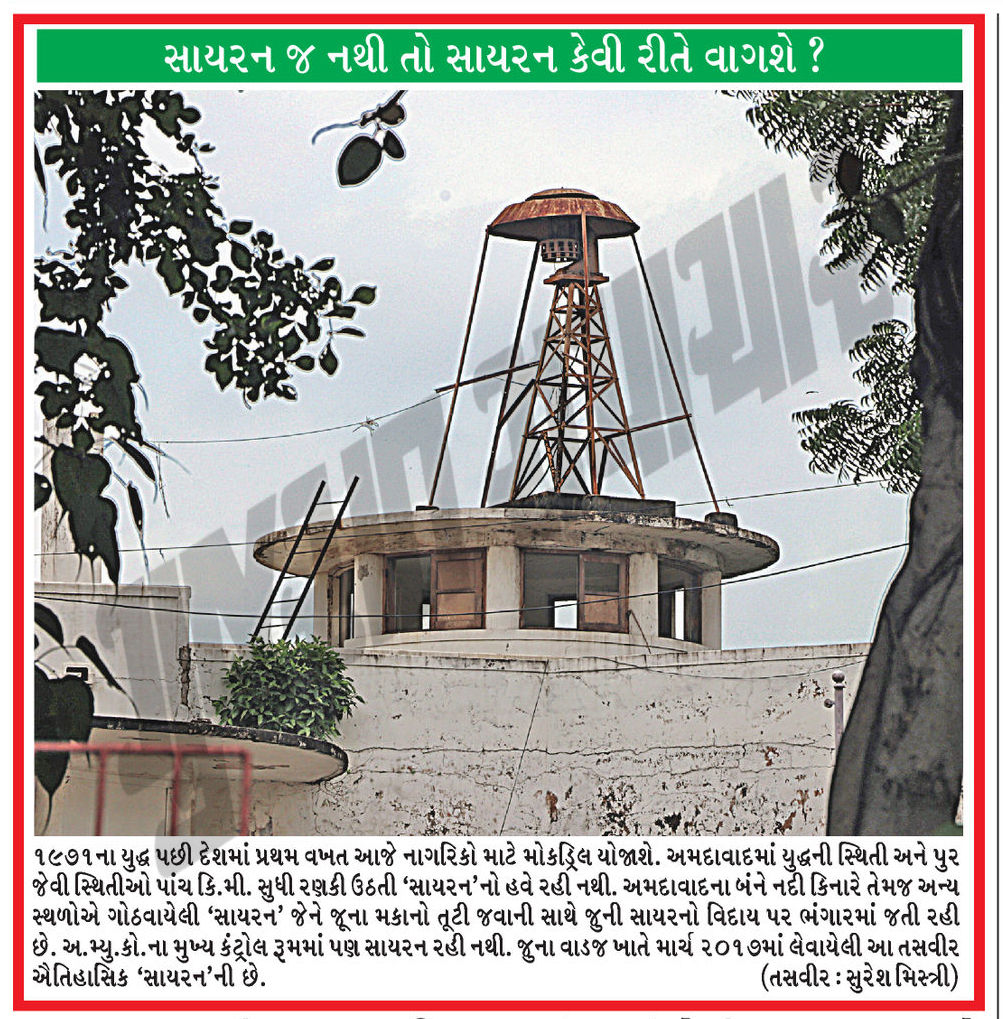 સાયરન જ નથી તો સાયરન કેવી રીતે વાગશે ?
૧૯૭૧ના યુદ્ધ પછી દેશમાં પ્રથમ વખત આજે નાગરિકો માટે મોકડ્રિલ યોજાશે. અમદાવાદમાં યુદ્ધની સ્થિતી અને પુર
જેવી સ્થિતીઓ પાંચ કિ.મી. સુધી રણકી ઉઠતી ‘સાયરન’નો હવે રહી નથી. અમદાવાદના બંને નદી કિનારે તેમજ અન્ય
સ્થળોએ ગોઠવાયેલી ‘સાયરન’ જેને જૂના મકાનો તૂટી જવાની સાથે જુની સાયરનો વિદાય પર ભંગારમાં જતી રહી
છે. અ.મ્યુ.કો.ના મુખ્ય કંટ્રોલ રૂમમાં પણ સાયરન રહી નથી. જુના વાડજ ખાતે માર્ચ ૨૦૧૭માં લેવાયેલી આ તસવીર
ઐતિહાસિક ‘સાયરન’ની છે. (તસવીર : સુરેશ મિસ્ત્રી)